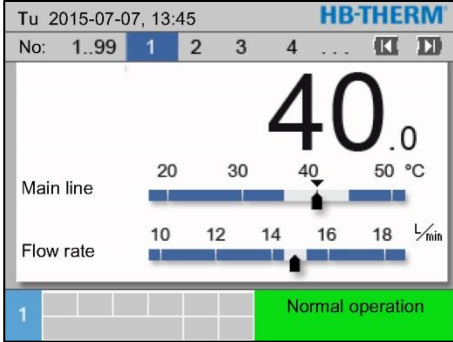 Tu 2015-07-07, 13:45 HB-THERM
No: 1..99 1 2 3 4 ...
40.0
20 30 40 50 °C
Main line
10 12 14 16 18 L/min
Flow rate
1 Normal operation